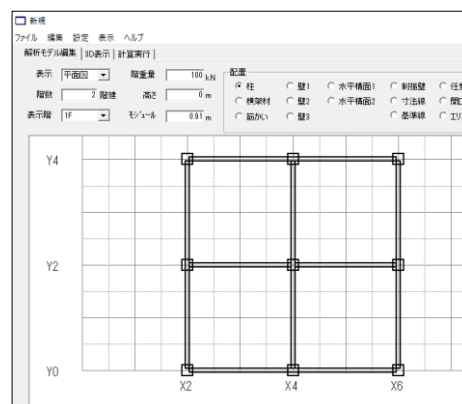 新規
ファイル 編集 設定 表示 ヘルプ
解析モデル編集 3D表示 計算実行
表示 平面図 階重量 100 kN
階数 2 階建 高さ 0 m
表示階 1F モジュール 0.91 m
配置
柱 壁1 水平構面1 制振壁
横架材 壁2 水平構面2 寸法線
筋かい 壁3 基準線
Y4
Y2
Y0
X2 X4 X6